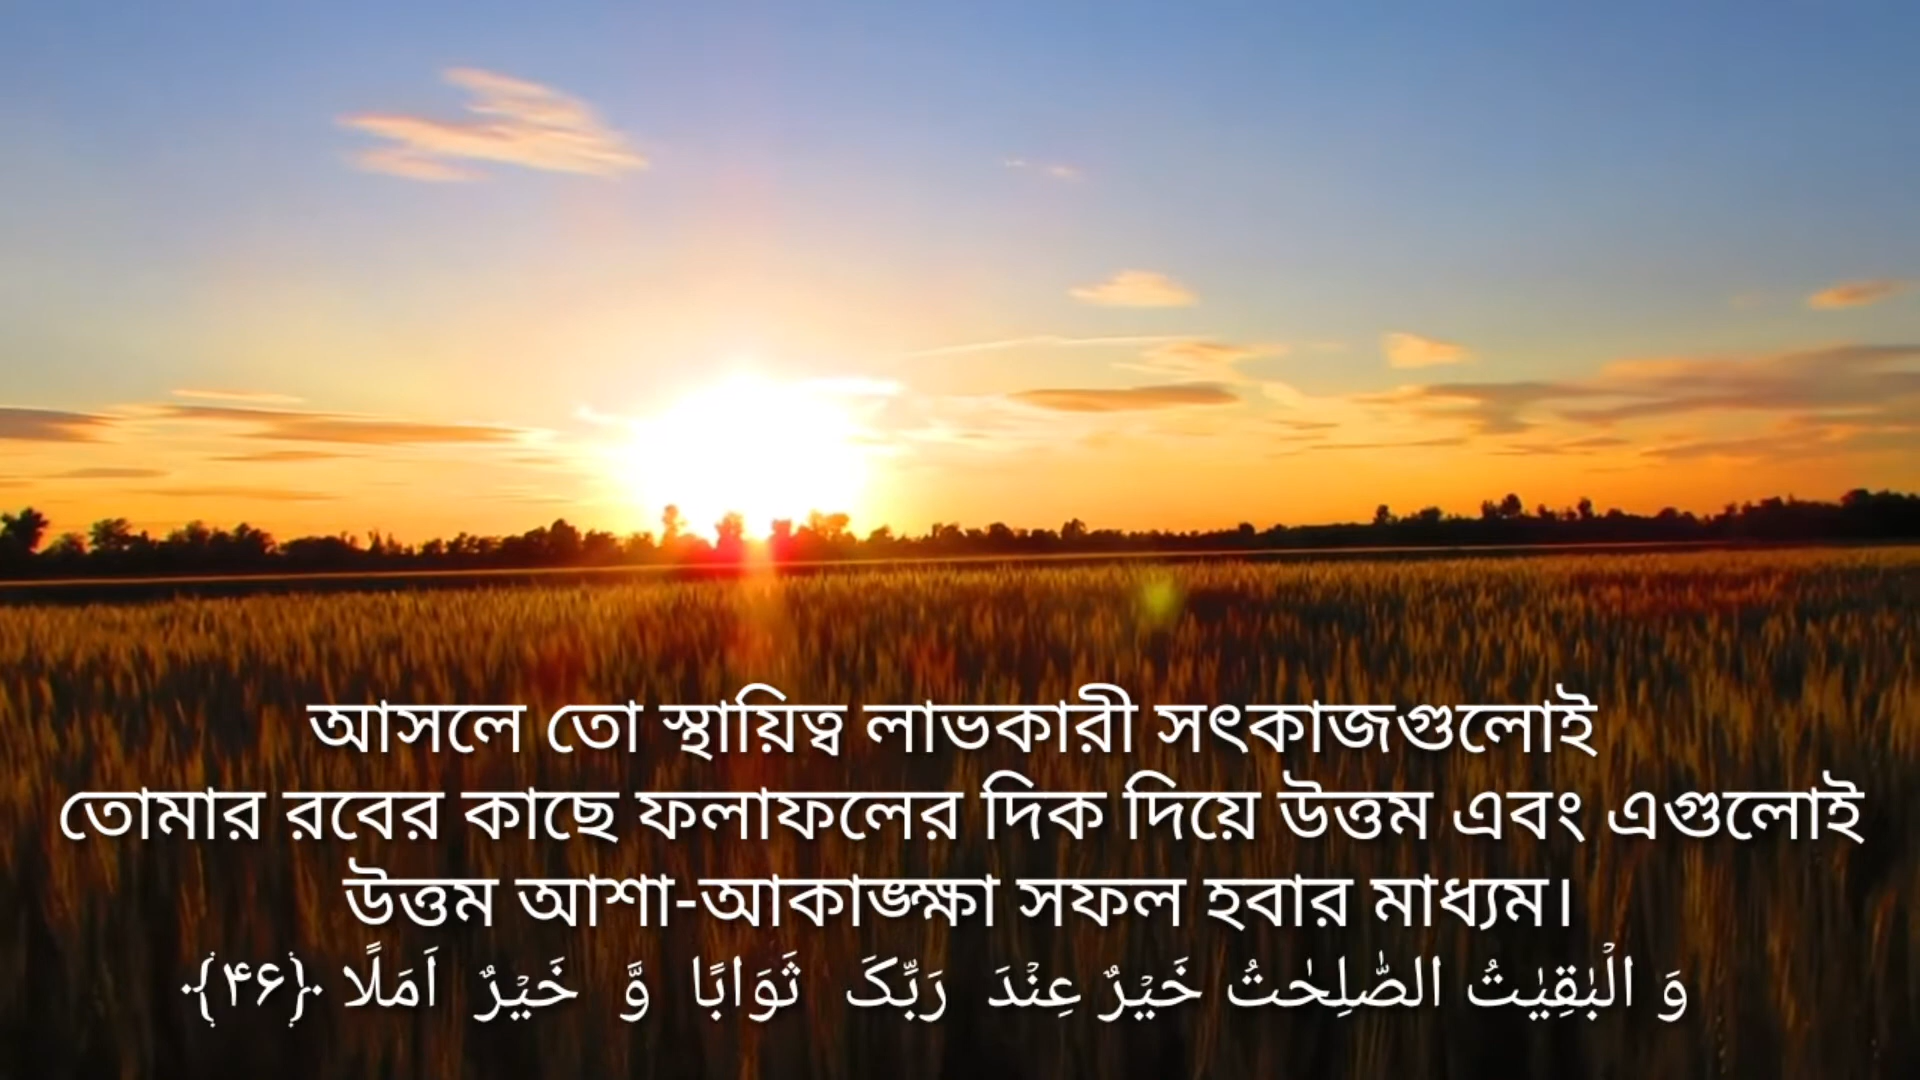 আসলে তো স্থায়িত্ব লাভকারী সৎকাজগুলোই
তোমার রবের কাছে ফলাফলের দিক দিয়ে উত্তম এবং এগুলোই
উত্তম আশা-আকাঙ্ক্ষা সফল হবার মাধ্যম।
وَ الْبٰقِیٰتُ الصّٰلِحٰتُ خَیْرٌ عِنْدَ رَبِّکَ ثَوَابًا وَّ خَیْرٌ اَمَلًا ﴿۴۶﴾